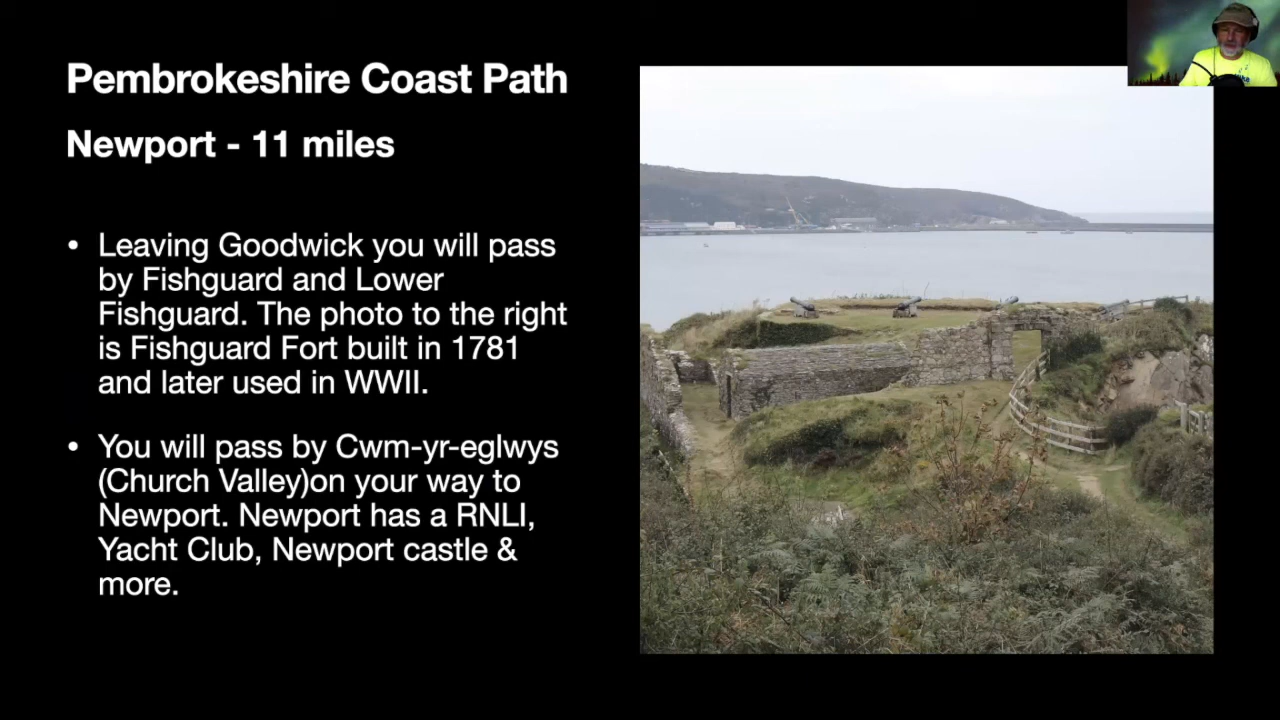 Pembrokeshire Coast Path
Newport - 11 miles
• Leaving Goodwick you will pass
by Fishguard and Lower
Fishguard. The photo to the right
is Fishguard Fort built in 1781
and later used in WWII.
• You will pass by Cwm-yr-eglwys
(Church Valley)on your way to
Newport. Newport has a RNLI,
Yacht Club, Newport castle &
more.